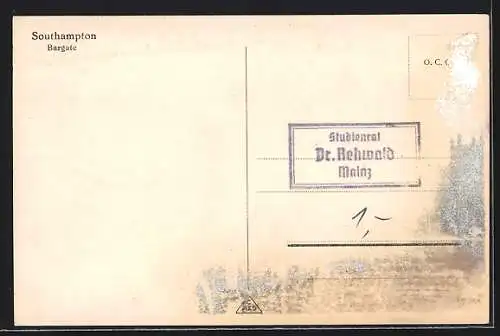 Southampton
Bargate
O. C. C.
Studienrat
Dr. Rehwald
Mainz
1,-